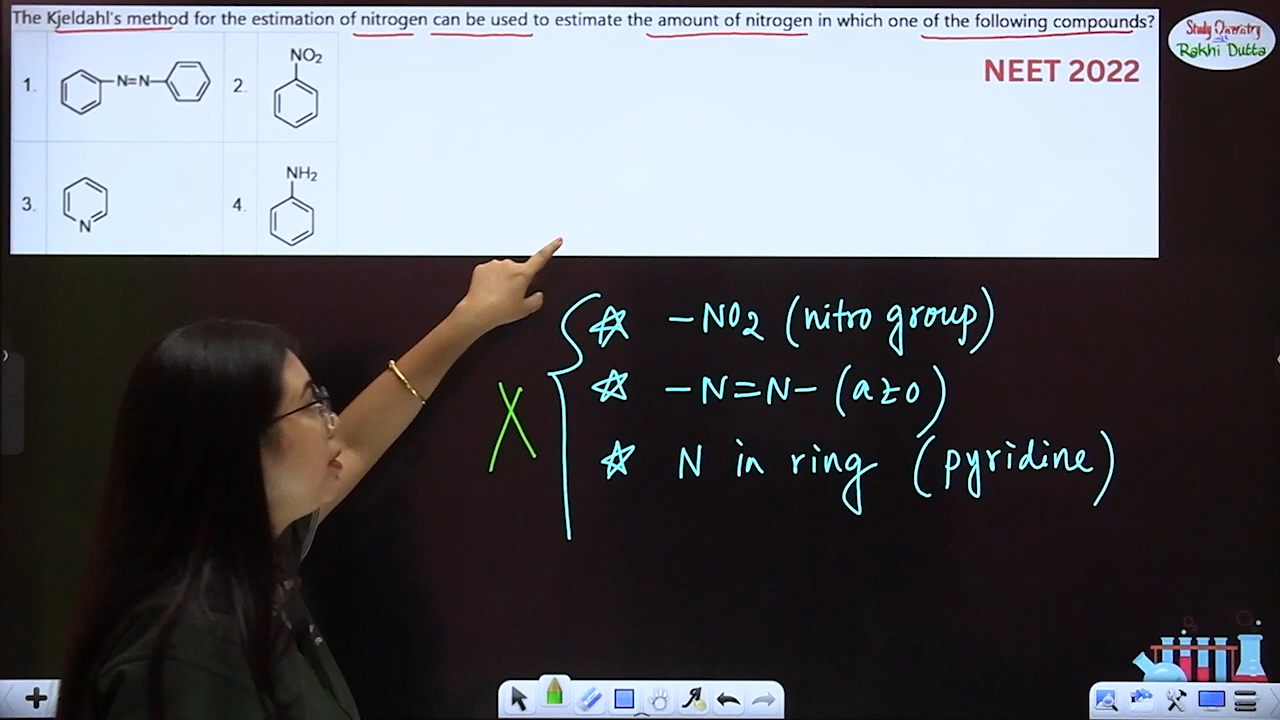 The Kjeldahl's method for the estimation of nitrogen can be used to estimate the amount of nitrogen in which one of the following compounds?
Study Chemistry
Rakhi Dutta
NEET 2022
1.
N=N
2.
NO2
3.
N
4.
NH2
☆ -NO2 (nitro group)
X
☆ -N=N- (azo)
☆ N in ring (pyridine)